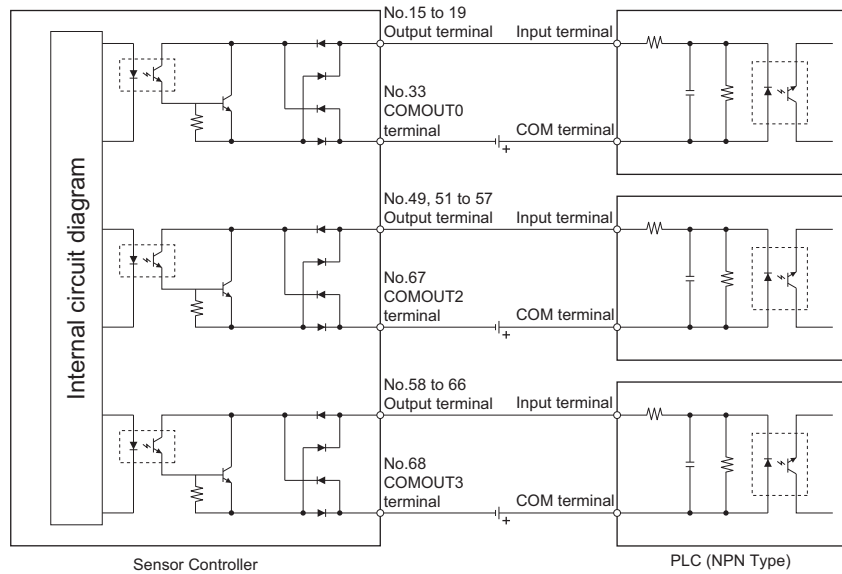 No.15 to 19
Output terminal
Input terminal
No.33
COMOUT0
terminal
COM terminal
+
Internal circuit diagram
No.49, 51 to 57
Output terminal
Input terminal
No.67
COMOUT2
terminal
COM terminal
+
No.58 to 66
Output terminal
Input terminal
No.68
COMOUT3
terminal
COM terminal
+
Sensor Controller
PLC (NPN Type)